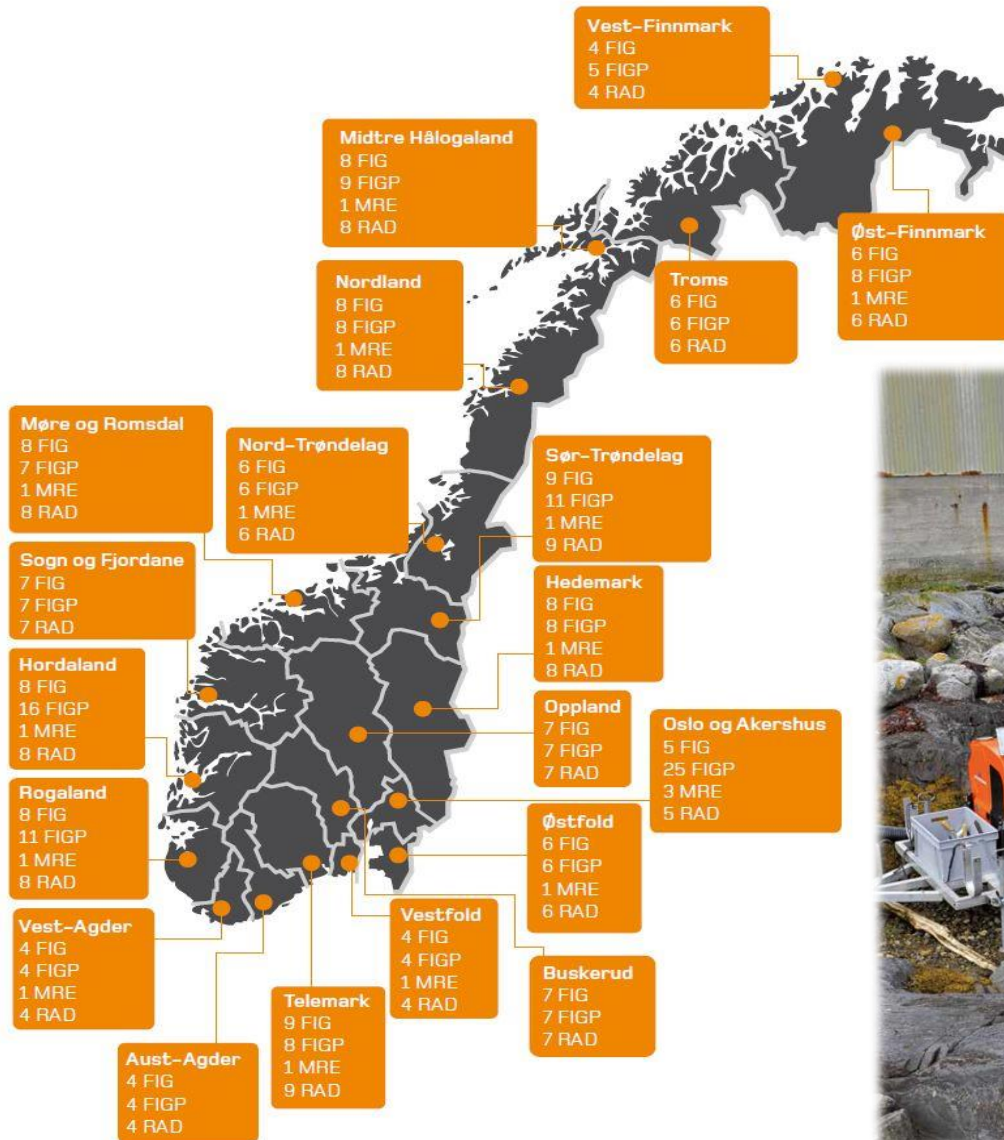 Vest-Finnmark
4 FIG
5 FIGP
4 RAD
Midtre Hålogaland
8 FIG
9 FIGP
1 MRE
8 RAD
Øst-Finnmark
6 FIG
8 FIGP
1 MRE
6 RAD
Nordland
8 FIG
8 FIGP
1 MRE
8 RAD
Troms
6 FIG
6 FIGP
6 RAD
Møre og Romsdal
8 FIG
7 FIGP
1 MRE
8 RAD
Nord-Trøndelag
6 FIG
6 FIGP
1 MRE
6 RAD
Sør-Trøndelag
9 FIG
11 FIGP
1 MRE
9 RAD
Sogn og Fjordane
7 FIG
7 FIGP
7 RAD
Hedemark
8 FIG
8 FIGP
1 MRE
8 RAD
Hordaland
8 FIG
16 FIGP
1 MRE
8 RAD
Oppland
7 FIG
7 FIGP
7 RAD
Oslo og Akershus
5 FIG
25 FIGP
3 MRE
5 RAD
Rogaland
8 FIG
11 FIGP
1 MRE
8 RAD
Østfold
6 FIG
6 FIGP
1 MRE
6 RAD
Vest-Agder
4 FIG
4 FIGP
1 MRE
4 RAD
Vestfold
4 FIG
4 FIGP
1 MRE
4 RAD
Buskerud
7 FIG
7 FIGP
7 RAD
Telemark
9 FIG
8 FIGP
1 MRE
9 RAD
Aust-Agder
4 FIG
4 FIGP
4 RAD